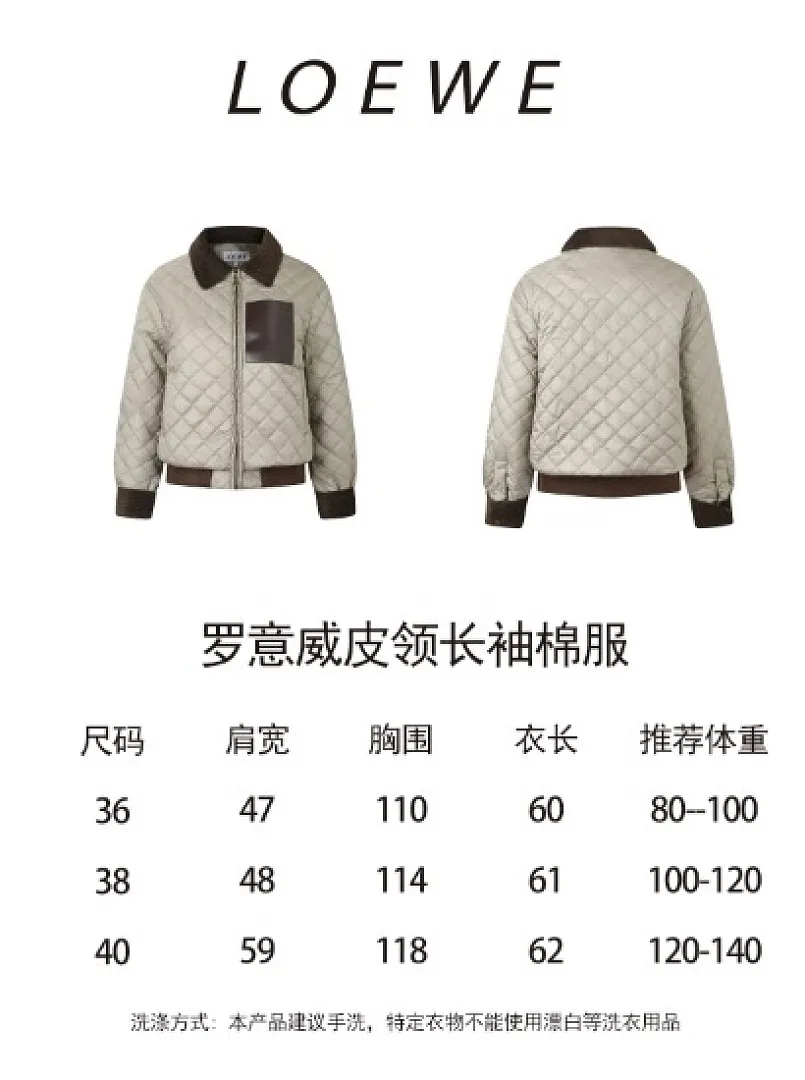 LOEWE
LOEWE
罗意威皮领长袖棉服
尺码 肩宽 胸围 衣长 推荐体重
36 47 110 60 80--100
38 48 114 61 100-120
40 59 118 62 120-140
洗涤方式：本产品建议手洗，特定衣物不能使用漂白等洗衣用品